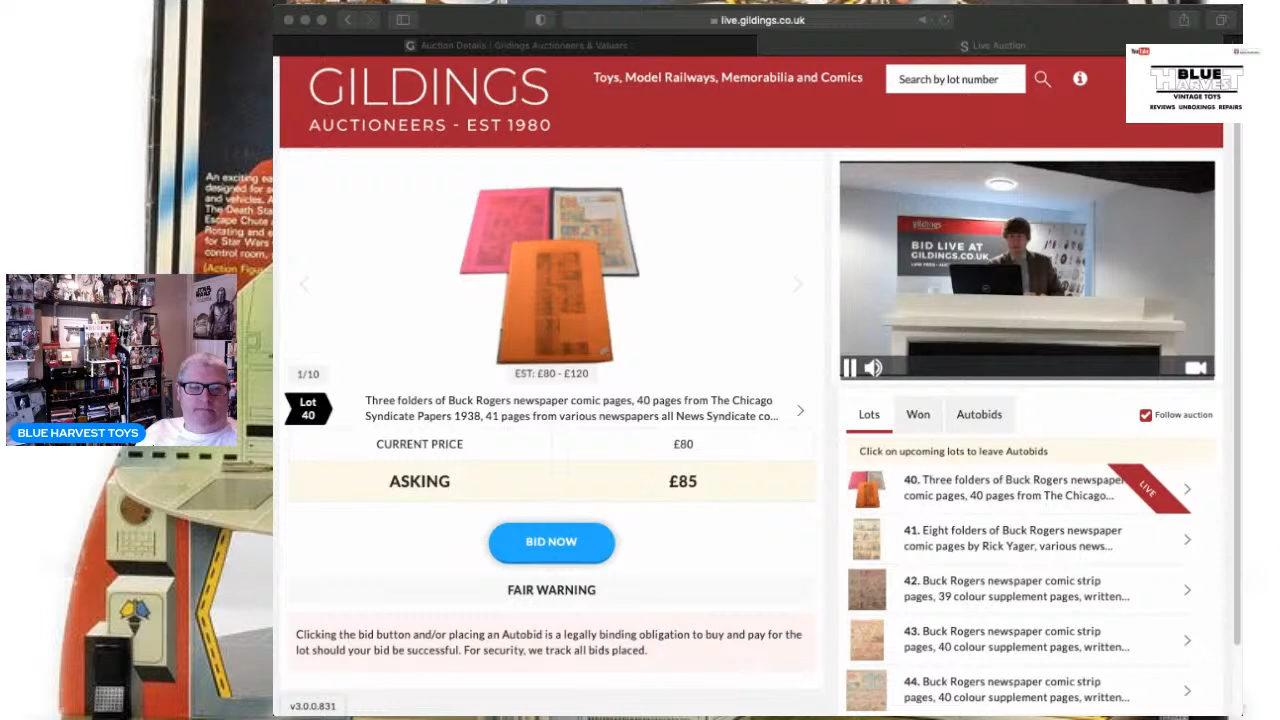 live.gildings.co.uk
Auction Details | Gildings Auctioneers & Valuers
Live Auction
GILDINGS
AUCTIONEERS - EST 1980
Toys, Model Railways, Memorabilia and Comics
Search by lot number
YouTube
BLUE
HARVEST
VINTAGE TOYS
REVIEWS UNBOXINGS REPAIRS
An exciting
designed for
and vehicles. A
The Death Star
Escape Chute
Rotating and
for Star Wars
control room,
(Action Figu
STAR WARS
BLUE HARVEST TOYS
1/10
EST: £80 - £120
Lot
40
Three folders of Buck Rogers newspaper comic pages, 40 pages from The Chicago
Syndicate Papers 1938, 41 pages from various newspapers all News Syndicate co...
CURRENT PRICE £80
ASKING £85
BID NOW
FAIR WARNING
Clicking the bid button and/or placing an Autobid is a legally binding obligation to buy and pay for the
lot should your bid be successful. For security, we track all bids placed.
v3.0.0.831
gildings
BID LIVE AT
GILDINGS.CO.UK
Lots Won Autobids
Follow auction
Click on upcoming lots to leave Autobids
40. Three folders of Buck Rogers newspaper
comic pages, 40 pages from The Chicago...
LIVE
41. Eight folders of Buck Rogers newspaper
comic pages by Rick Yager, various news...
42. Buck Rogers newspaper comic strip
pages, 39 colour supplement pages, written...
43. Buck Rogers newspaper comic strip
pages, 40 colour supplement pages, written...
44. Buck Rogers newspaper comic strip
pages, 40 colour supplement pages, written...